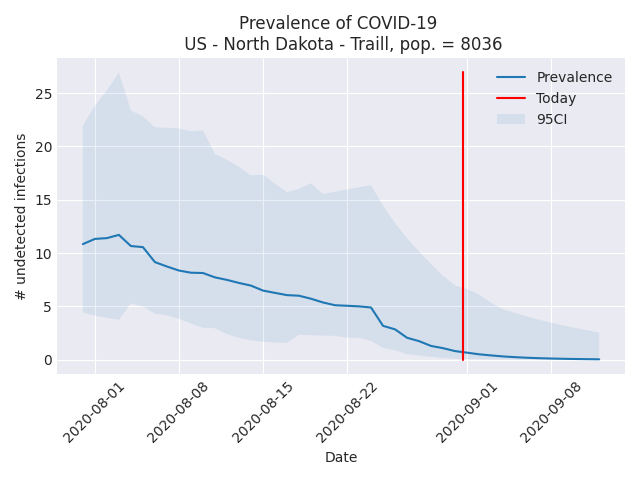 Prevalence of COVID-19
US - North Dakota - Traill, pop. = 8036
Prevalence
Today
95CI
25
20
15
10
5
0
# undetected infections
2020-08-01
2020-08-08
2020-08-15
2020-08-22
2020-09-01
2020-09-08
Date